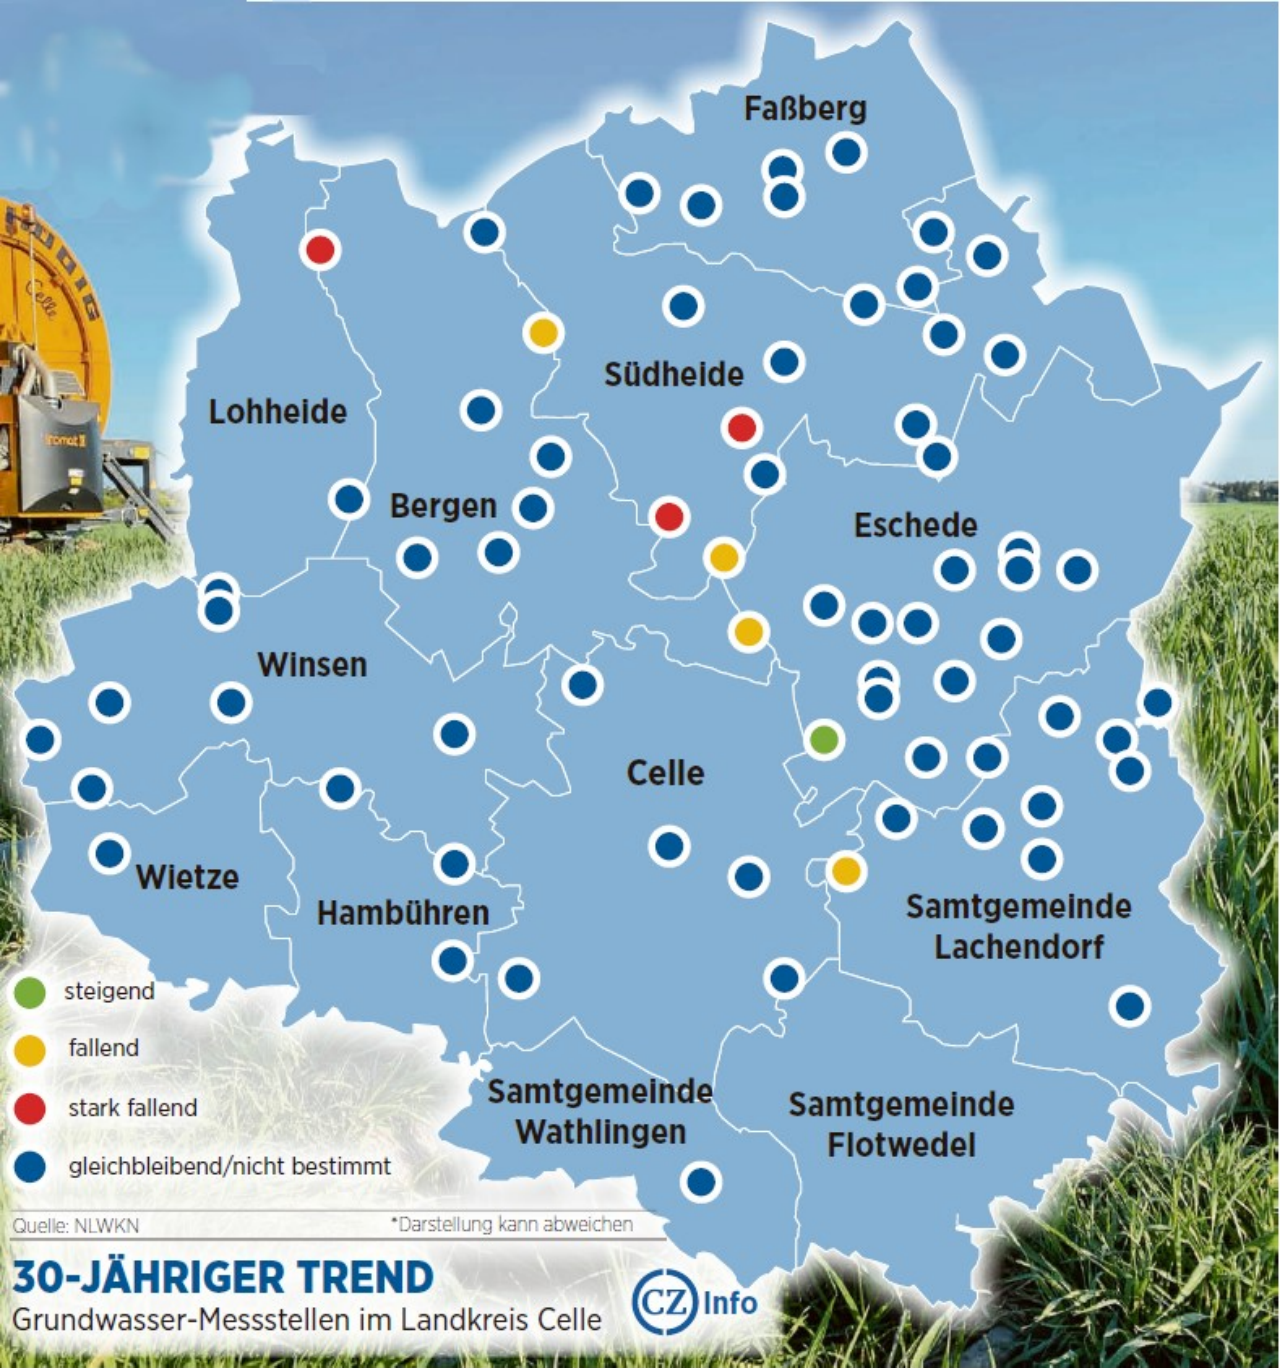 Faßberg
Südheide
Lohheide
Bergen
Eschede
Winsen
Celle
Wietze
Hambühren
Samtgemeinde
Lachendorf
Samtgemeinde
Wathlingen
Samtgemeinde
Flotwedel
Celle
steigend
fallend
stark fallend
gleichbleibend/nicht bestimmt
Quelle: NLWKN
*Darstellung kann abweichen
30-JÄHRIGER TREND
Grundwasser-Messstellen im Landkreis Celle
CZ Info